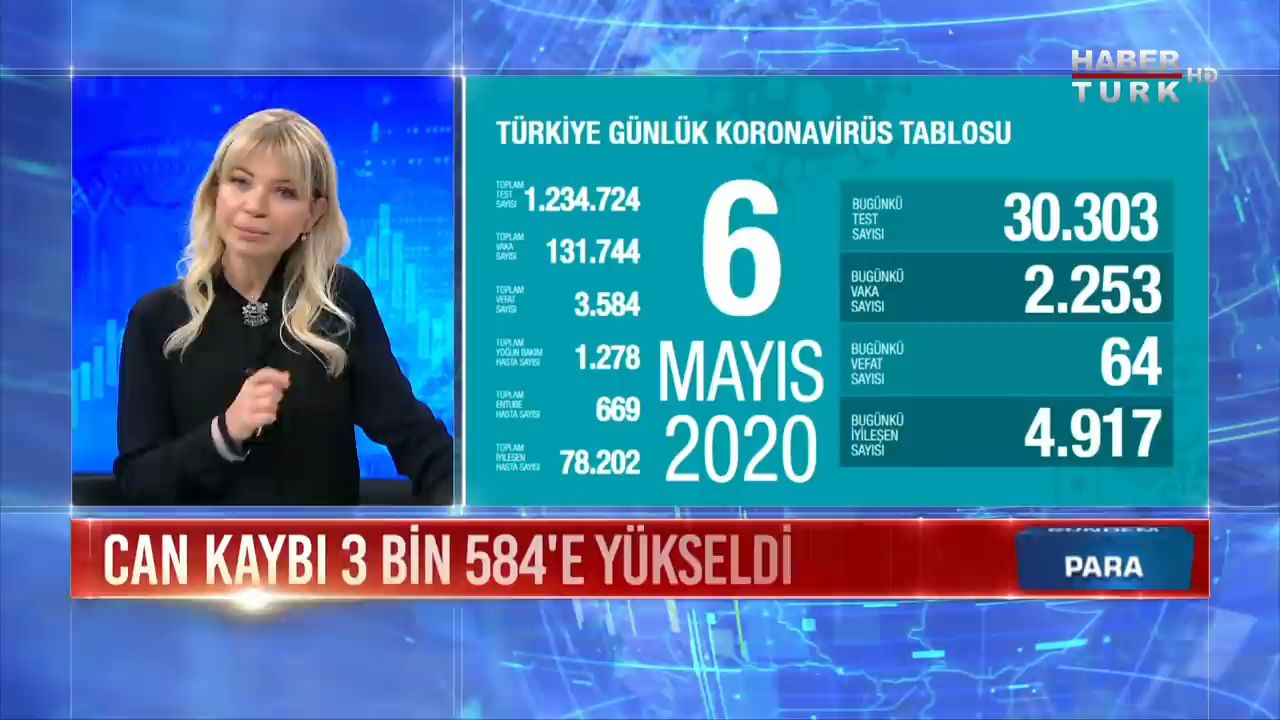 HABER
TURK HD
TÜRKİYE GÜNLÜK KORONAVİRÜS TABLOSU
TOPLAM
TEST
SAYISI
1.234.724
TOPLAM
VAKA
SAYISI
131.744
TOPLAM
VEFAT
SAYISI
3.584
TOPLAM
YOĞUN BAKIM
HASTA SAYISI
1.278
TOPLAM
ENTUBE
HASTA SAYISI
669
TOPLAM
İYİLEŞEN
HASTA SAYISI
78.202
6
MAYIS
2020
BUGÜNKÜ
TEST
SAYISI
30.303
BUGÜNKÜ
VAKA
SAYISI
2.253
BUGÜNKÜ
VEFAT
SAYISI
64
BUGÜNKÜ
İYİLEŞEN
SAYISI
4.917
CAN KAYBI 3 BİN 584'E YÜKSELDİ
PARA